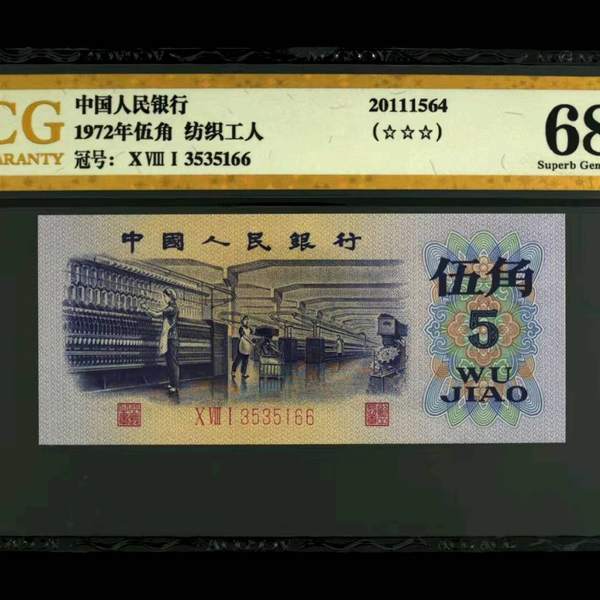 CG
ARANTY
中国人民银行
1972年伍角 纺织工人
冠号: X Ⅷ I 3535166
20111564
(☆☆☆)
68
Superb Gem
中國人民銀行
伍角
5
WU
JIAO
X Ⅷ I 3535166